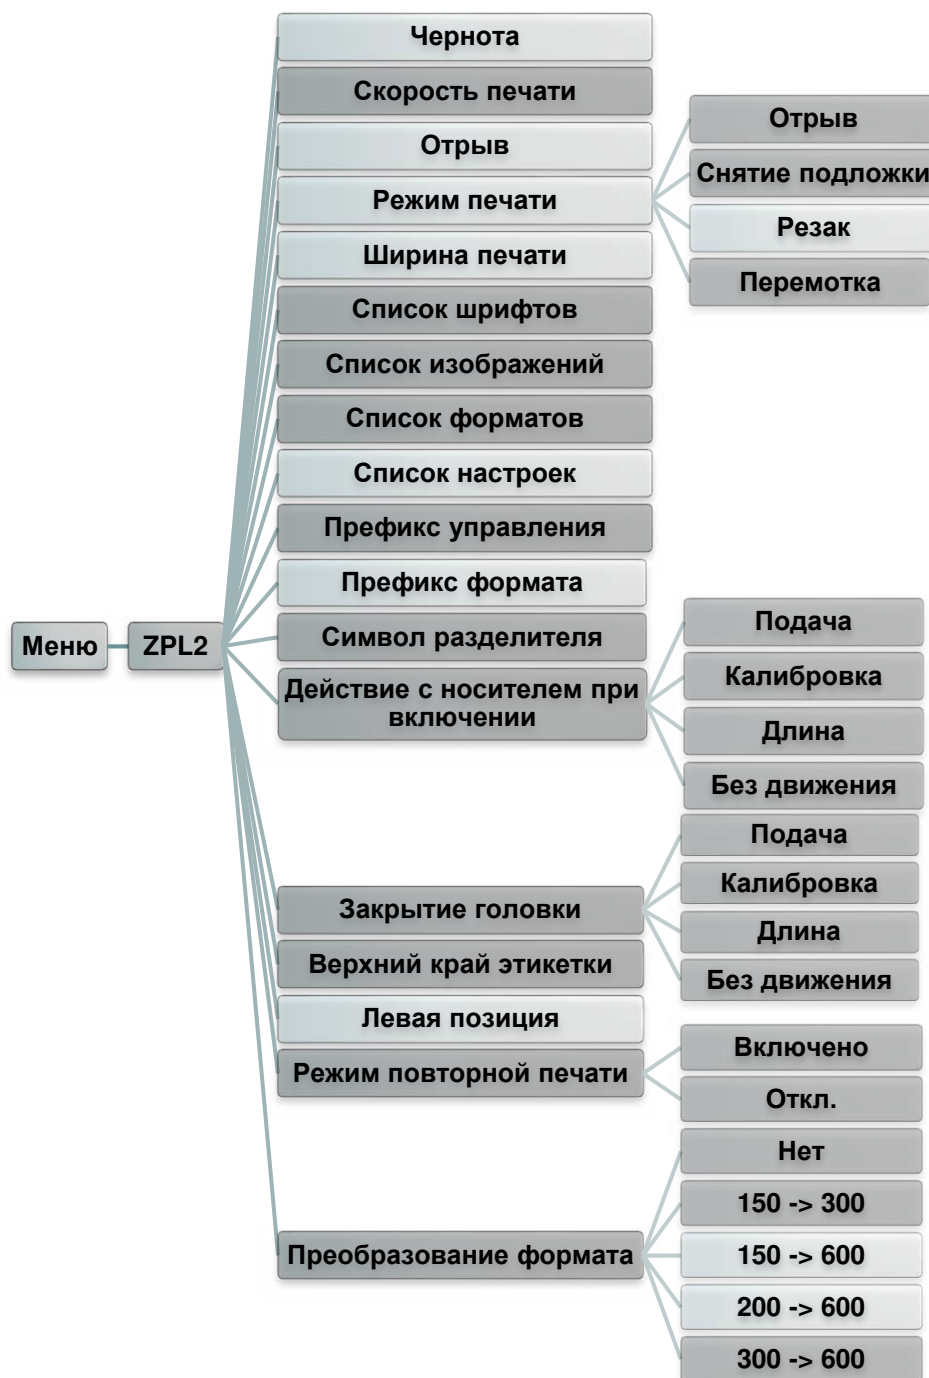 Меню
ZPL2
Чернота
Скорость печати
Отрыв
Режим печати
Отрыв
Снятие подложки
Резак
Перемотка
Ширина печати
Список шрифтов
Список изображений
Список форматов
Список настроек
Префикс управления
Префикс формата
Символ разделителя
Действие с носителем при
включении
Подача
Калибровка
Длина
Без движения
Закрытие головки
Подача
Калибровка
Длина
Без движения
Верхний край этикетки
Левая позиция
Режим повторной печати
Включено
Откл.
Преобразование формата
Нет
150 -> 300
150 -> 600
200 -> 600
300 -> 600